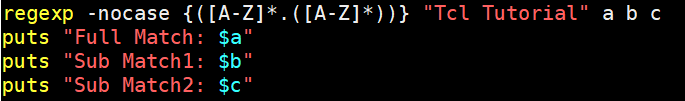 regexp -nocase {([A-Z]*.([A-Z]*))} "Tcl Tutorial" a b c
puts "Full Match: $a"
puts "Sub Match1: $b"
puts "Sub Match2: $c"